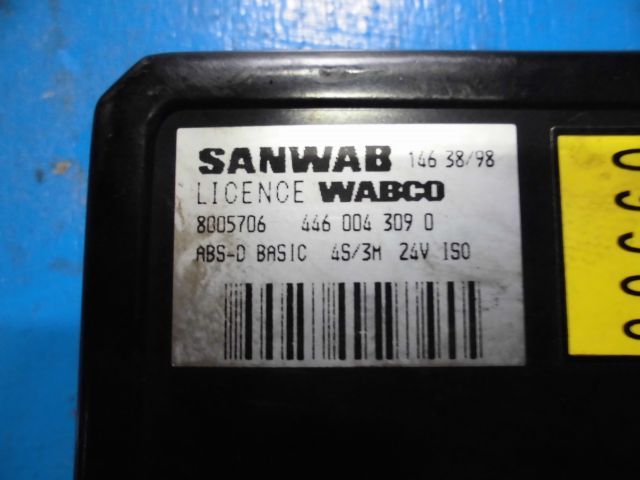 SANWAB 146 38/98
LICENCE WABCO
8005706 446 004 309 0
ABS-D BASIC 4S/3M 24V ISO